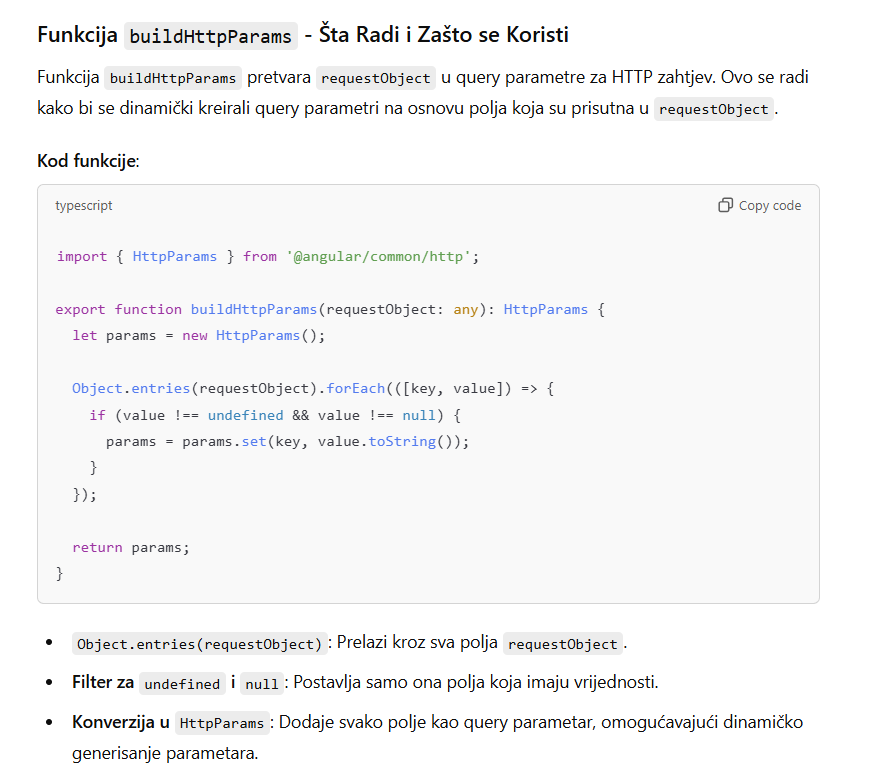 Funkcija buildHttpParams - Šta Radi i Zašto se Koristi
Funkcija buildHttpParams pretvara requestObject u query parametre za HTTP zahtjev. Ovo se radi
kako bi se dinamički kreirali query parametri na osnovu polja koja su prisutna u requestObject.
Kod funkcije:
typescript
Copy code
import { HttpParams } from '@angular/common/http';
export function buildHttpParams(requestObject: any): HttpParams {
  let params = new HttpParams();
  Object.entries(requestObject).forEach(([key, value]) => {
    if (value !== undefined && value !== null) {
      params = params.set(key, value.toString());
    }
  });
  return params;
}
• Object.entries(requestObject): Prelazi kroz sva polja requestObject.
• Filter za undefined i null: Postavlja samo ona polja koja imaju vrijednosti.
• Konverzija u HttpParams: Dodaje svako polje kao query parametar, omogućavajući dinamičko
generisanje parametara.